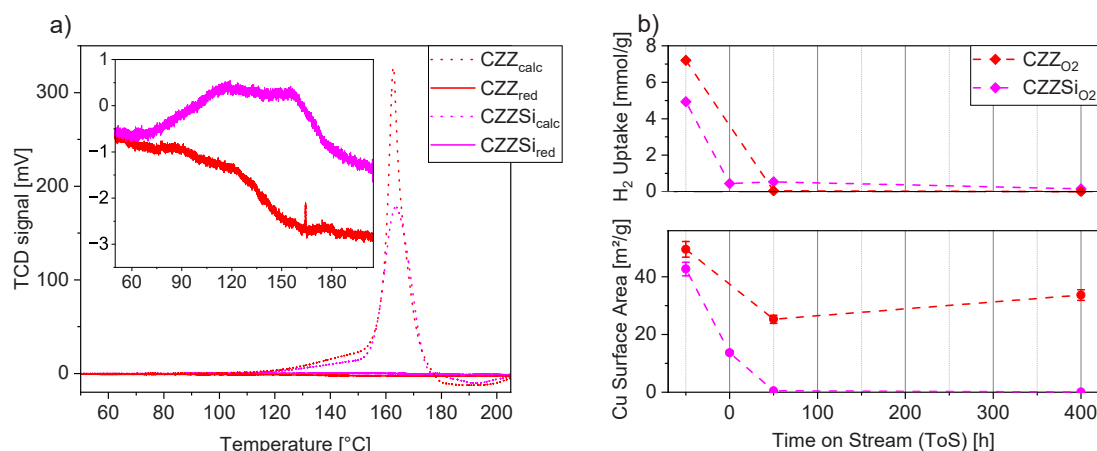 a)
TCD signal [mV]
300
200
100
0
60 80 100 120 140 160 180 200
Temperature [°C]
1
0
−1
−2
−3
60 90 120 150 180
CZZcalc
CZZred
CZZSicalc
CZZSired
b)
H2 Uptake [mmol/g]
8
6
4
2
0
CZZO2
CZZSiO2
Cu Surface Area [m²/g]
40
20
0
0 100 200 300 400
Time on Stream (ToS) [h]